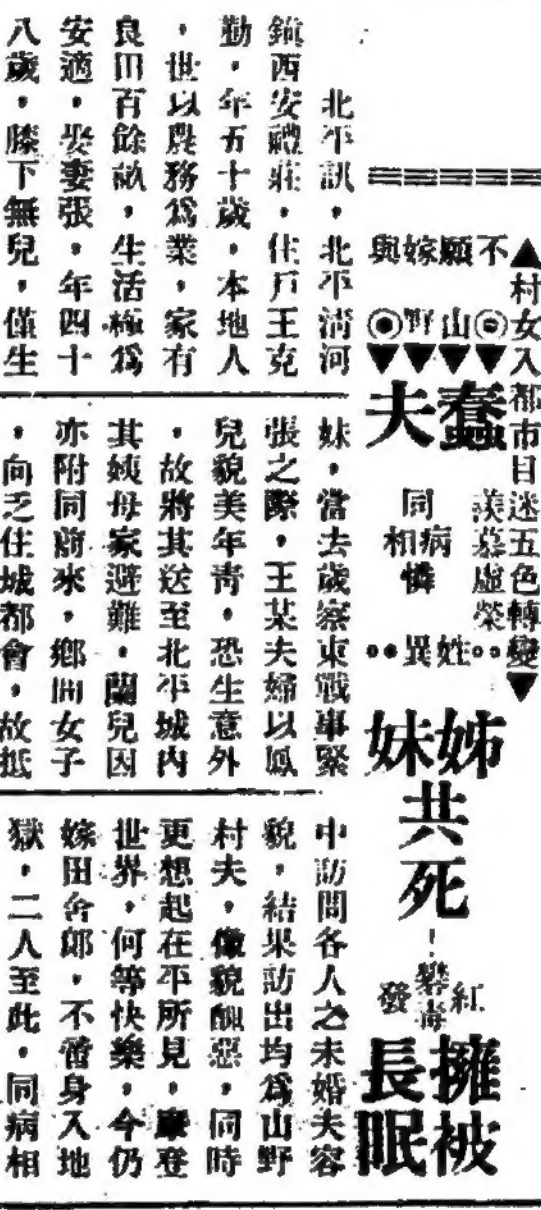 ▲村女入都市目迷五色轉變▼
不願嫁與
◎山野◎
▼▼▼▼
蠢夫
羨慕虛榮
同病相憐
●●異姓●●
姊妹共死
紅礬毒發
擁被長眠
北平訊，北平清河
鎮西安禮莊，住戶王克
勤，年五十歲，本地人
，世以農務爲業，家有
良田百餘畝，生活極爲
安適，娶妻張，年四十
八歲，膝下無兒，僅生
妹，當去歲察東戰事緊
張之際，王某夫婦以鳳
兒貌美年青，恐生意外
，故將其送至北平城內
其姨母家避難，蘭兒因
亦附同前來，鄉間女子
，向乏住城都會，故抵
中訪問各人之未婚夫容
貌，結果訪出均爲山野
村夫，像貌醜惡，同時
更想起在平所見，摩登
世界，何等快樂，今仍
嫁田舍郎，不啻身入地
獄，二人至此，同病相